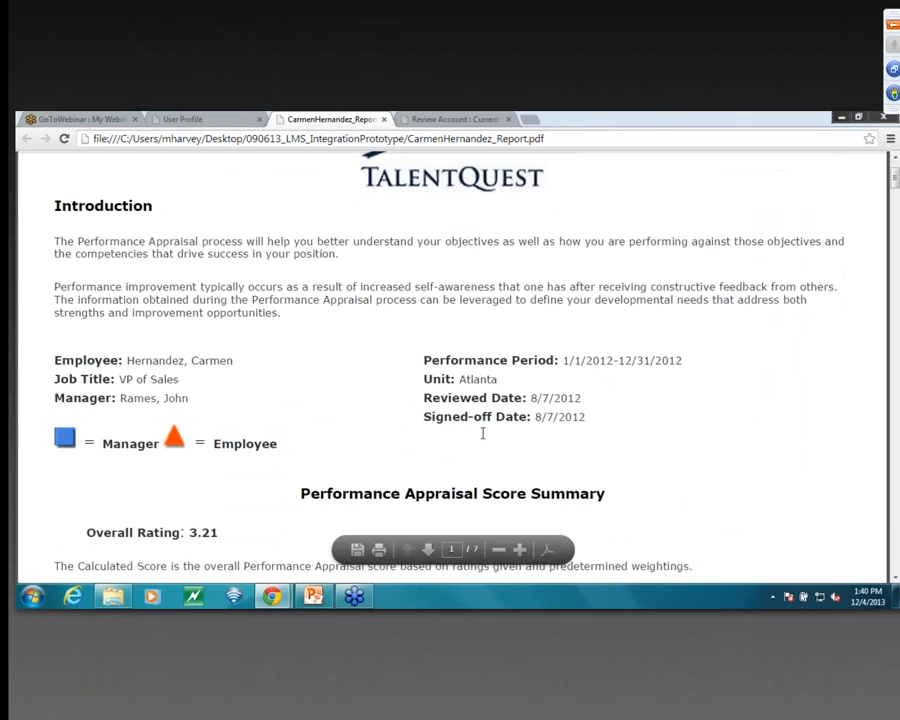 GoToWebinar : My Webin
User Profile
CarmenHernandez_Repor
Review Account : Current
file:///C:/Users/mharvey/Desktop/090613_LMS_IntegrationPrototype/CarmenHernandez_Report.pdf
TALENTQUEST
Introduction
The Performance Appraisal process will help you better understand your objectives as well as how you are performing against those objectives and
the competencies that drive success in your position.
Performance improvement typically occurs as a result of increased self-awareness that one has after receiving constructive feedback from others.
The information obtained during the Performance Appraisal process can be leveraged to define your developmental needs that address both
strengths and improvement opportunities.
Employee: Hernandez, Carmen
Job Title: VP of Sales
Manager: Rames, John
Performance Period: 1/1/2012-12/31/2012
Unit: Atlanta
Reviewed Date: 8/7/2012
Signed-off Date: 8/7/2012
= Manager = Employee
Performance Appraisal Score Summary
Overall Rating: 3.21
1 / 7
The Calculated Score is the overall Performance Appraisal score based on ratings given and predetermined weightings.
1:40 PM
12/4/2013